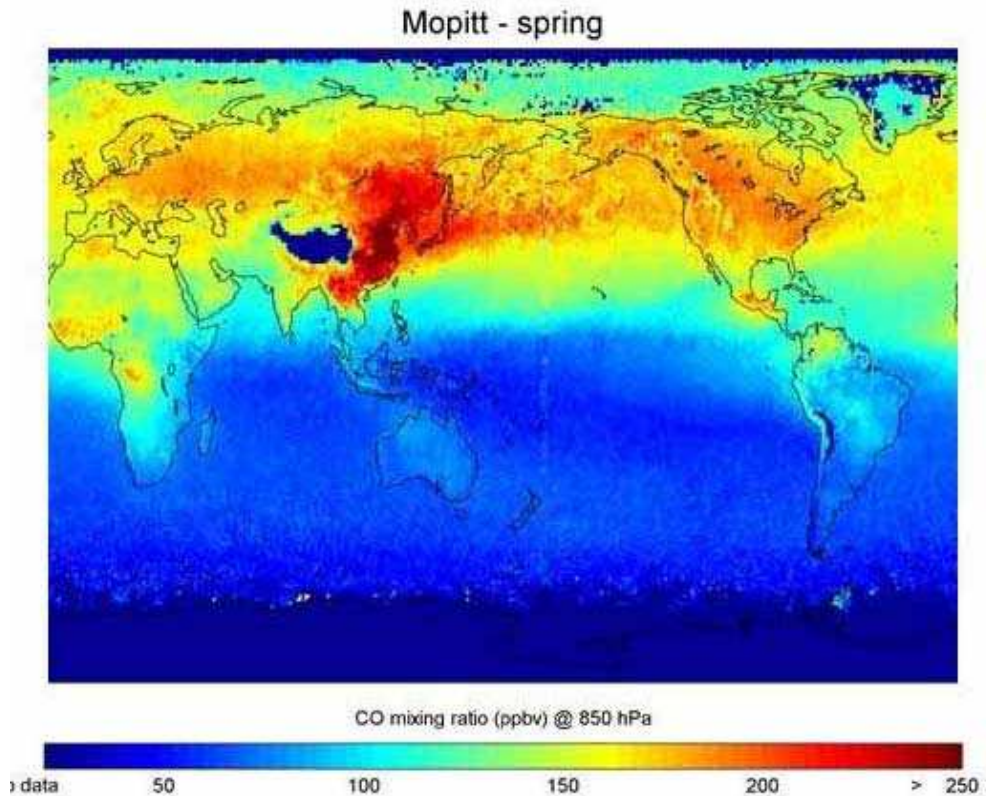 Mopitt - spring
CO mixing ratio (ppbv) @ 850 hPa
data 50 100 150 200 > 250